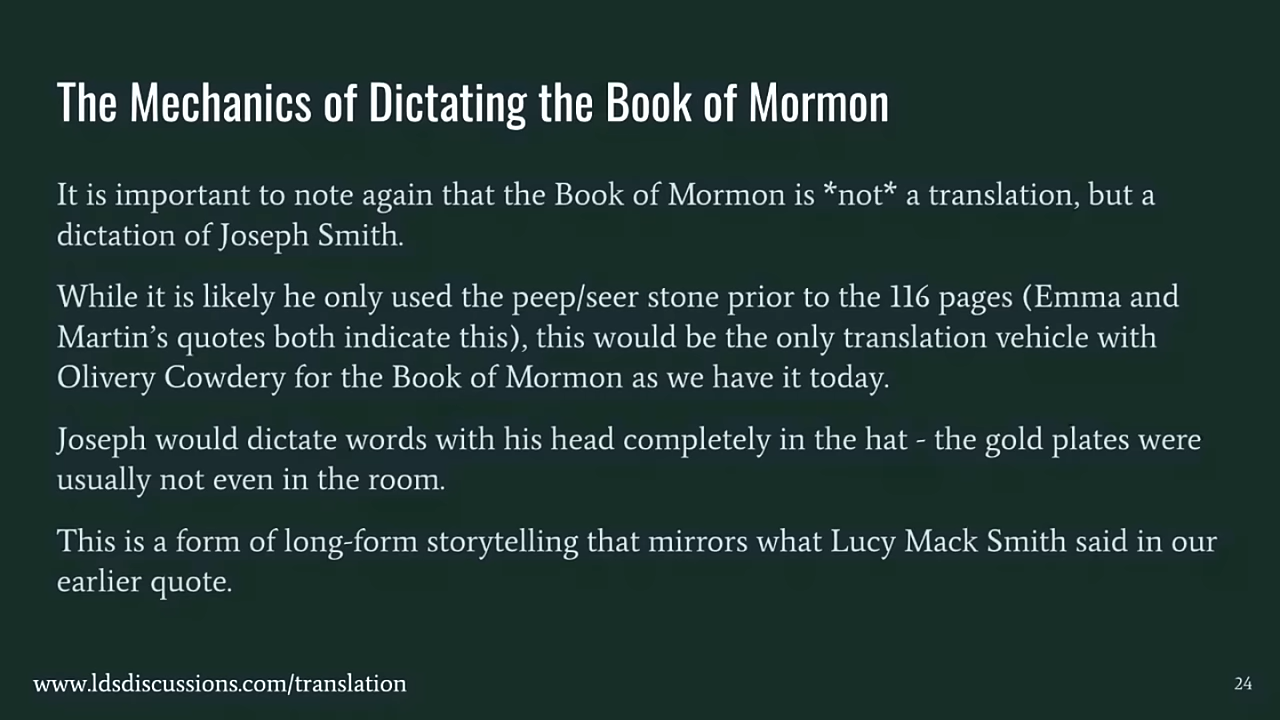 The Mechanics of Dictating the Book of Mormon
It is important to note again that the Book of Mormon is *not* a translation, but a
dictation of Joseph Smith.
While it is likely he only used the peep/seer stone prior to the 116 pages (Emma and
Martin’s quotes both indicate this), this would be the only translation vehicle with
Olivery Cowdery for the Book of Mormon as we have it today.
Joseph would dictate words with his head completely in the hat - the gold plates were
usually not even in the room.
This is a form of long-form storytelling that mirrors what Lucy Mack Smith said in our
earlier quote.
www.ldsdiscussions.com/translation
24